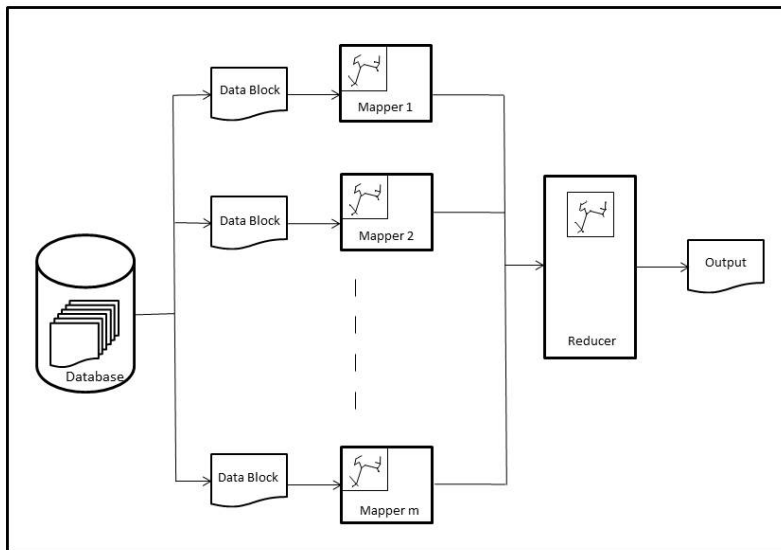 Data Block
Mapper 1
Data Block
Mapper 2
Database
Reducer
Output
Data Block
Mapper m